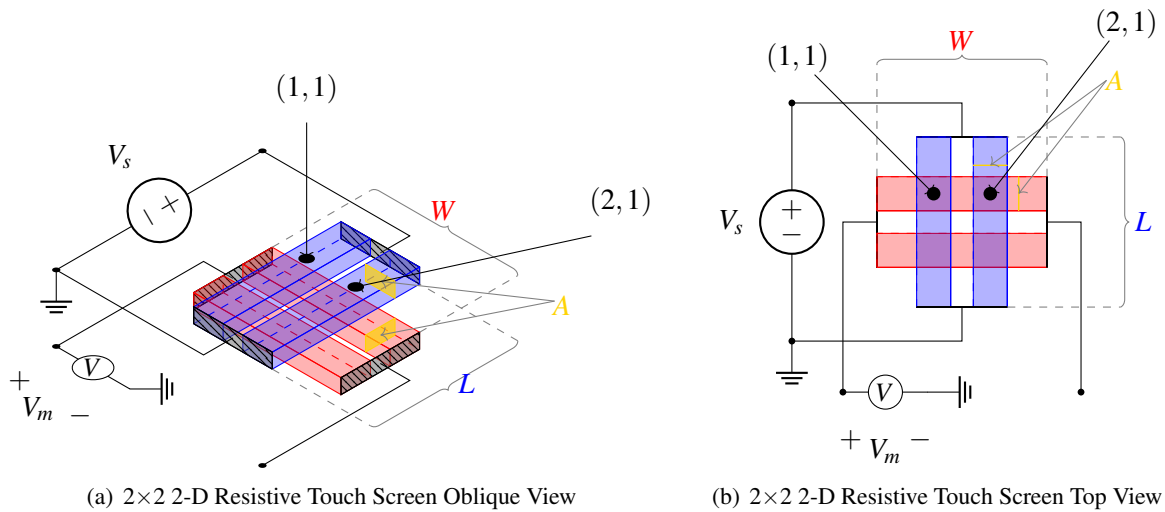 (1,1)
V_s
− +
W
(2,1)
A
V
+
V_m −
L
(a) 2×2 2-D Resistive Touch Screen Oblique View
(2,1)
W
(1,1)
A
V_s
+
−
L
V
+ V_m −
(b) 2×2 2-D Resistive Touch Screen Top View